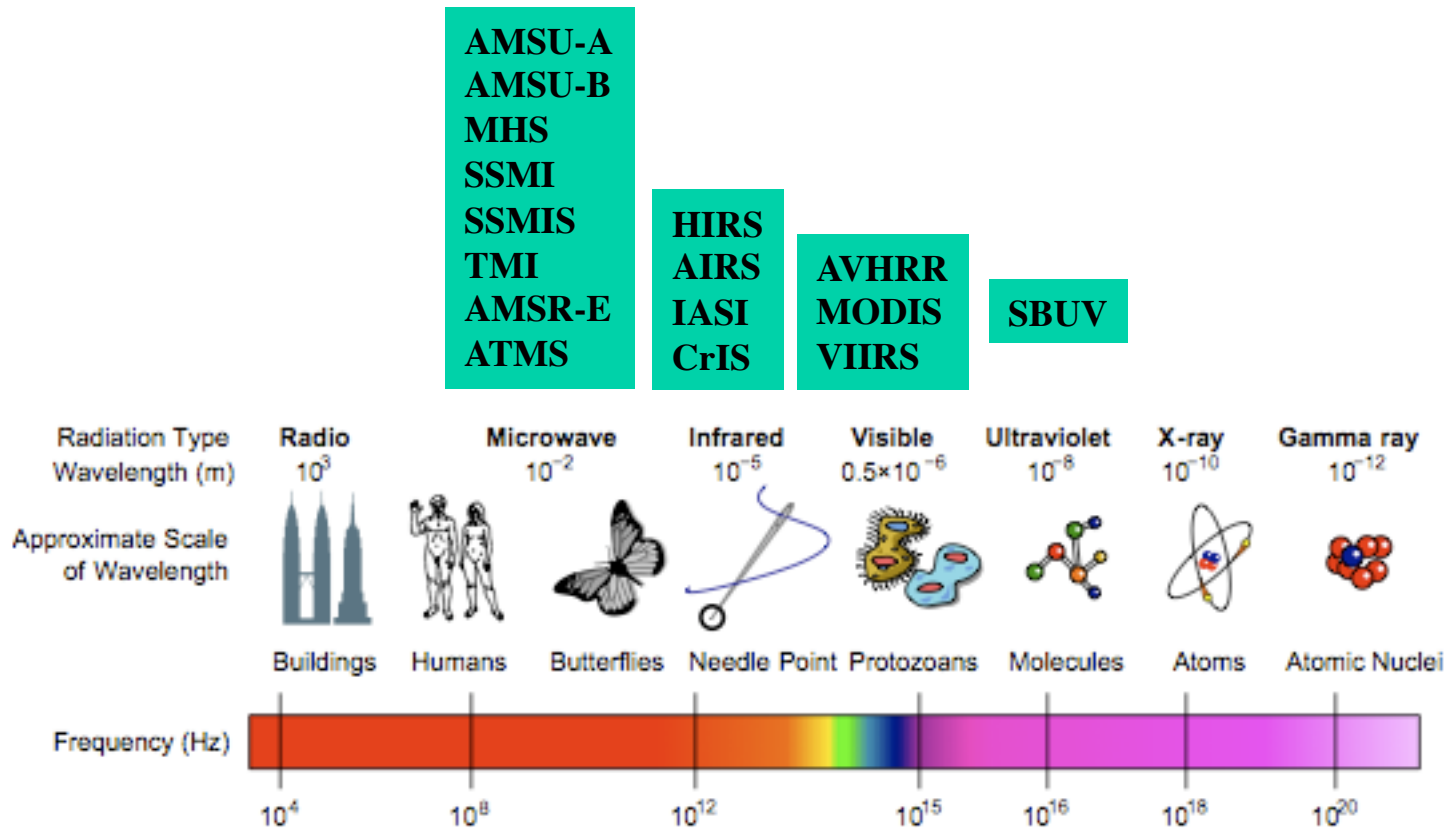 AMSU-A
AMSU-B
MHS
SSMI
SSMIS
TMI
AMSR-E
ATMS
HIRS
AIRS
IASI
CrIS
AVHRR
MODIS
VIIRS
SBUV
Radiation Type Radio Microwave Infrared Visible Ultraviolet X-ray Gamma ray
Wavelength (m) 10³ 10⁻² 10⁻⁵ 0.5×10⁻⁶ 10⁻⁸ 10⁻¹⁰ 10⁻¹²
Approximate Scale
of Wavelength
Buildings Humans Butterflies Needle Point Protozoans Molecules Atoms Atomic Nuclei
Frequency (Hz)
10⁴ 10⁸ 10¹² 10¹⁵ 10¹⁶ 10¹⁸ 10²⁰